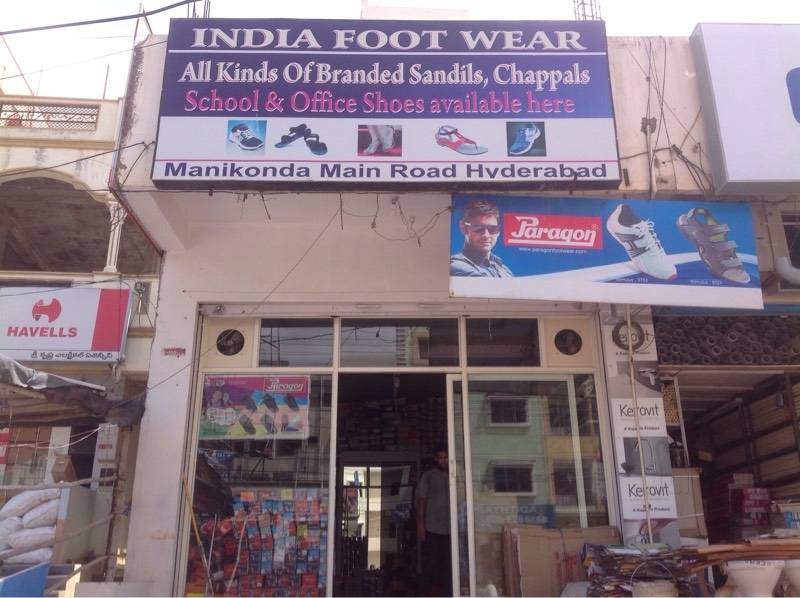 INDIA FOOT WEAR
All Kinds Of Branded Sandils, Chappals
School & Office Shoes available here
Manikonda Main Road Hyderabad
Paragon
www.paragonfootwear.com
HAVELLS
Paragon
Kerovit
Kerovit
Kerovit